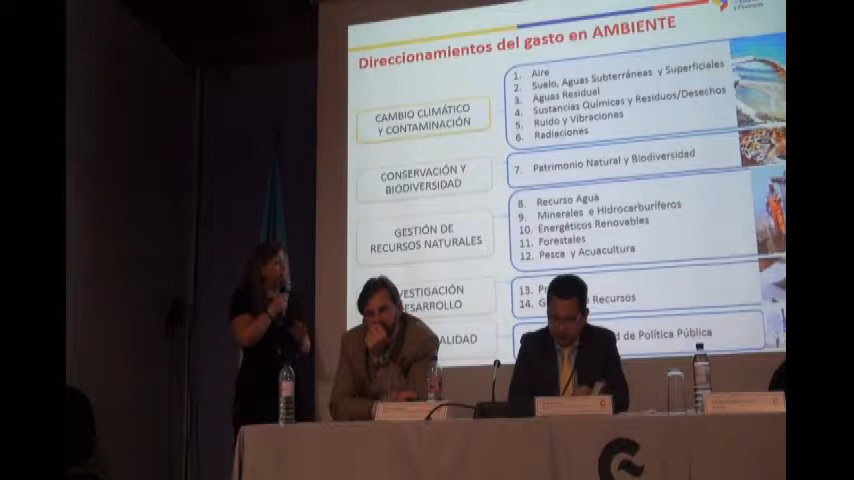 Direccionamientos del gasto en AMBIENTE
CAMBIO CLIMÁTICO
Y CONTAMINACIÓN
1. Aire
2. Suelo, Aguas Subterráneas y Superficiales
3. Aguas Residual
4. Sustancias Químicas y Residuos/Desechos
5. Ruido y Vibraciones
6. Radiaciones
CONSERVACIÓN Y
BIODIVERSIDAD
7. Patrimonio Natural y Biodiversidad
GESTIÓN DE
RECURSOS NATURALES
8. Recurso Agua
9. Minerales e Hidrocarburíferos
10. Energéticos Renovables
11. Forestales
12. Pesca y Acuacultura
13.
14. Recursos
de Política Pública